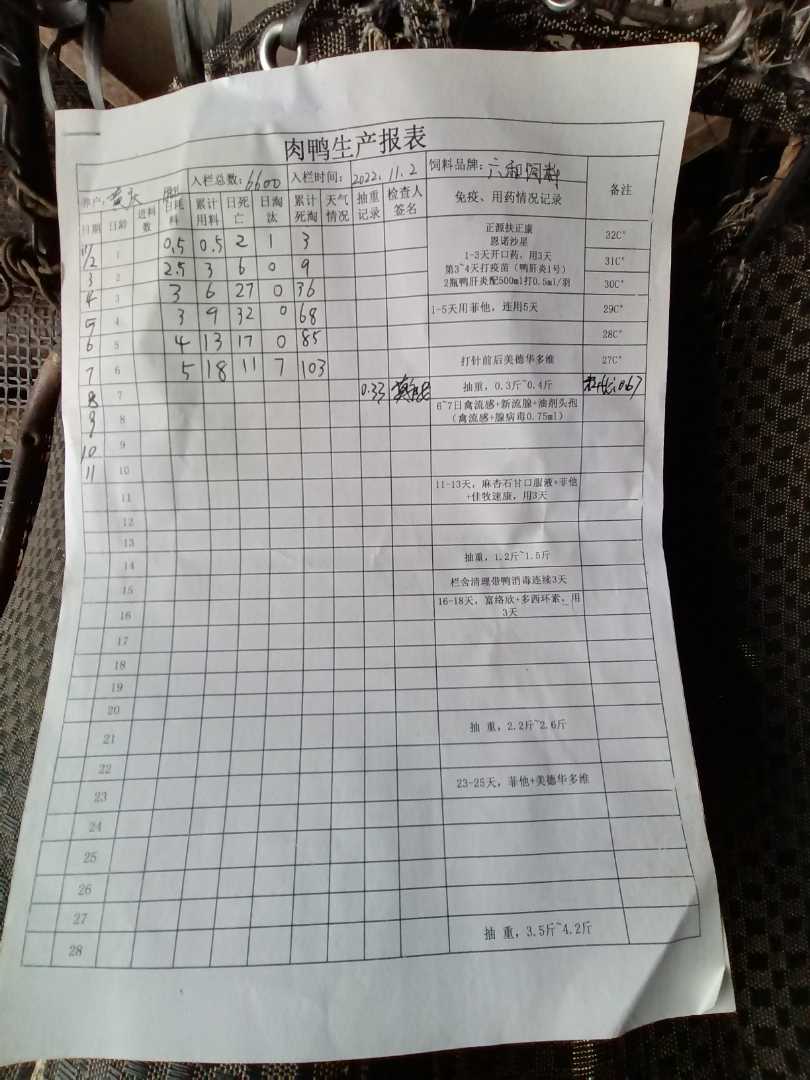 肉鸭生产报表
养户: 入栏总数: 6600 入栏时间: 2022.11.2 饲料品牌: 六和饲料
日期 日龄 进料数 日耗料 累计用料 日死亡 日淘汰 累计死淘 天气情况 抽重记录 检查人签名 免疫、用药情况记录 备注
11/2 1 0.5 0.5 2 1 3 正源扶正康 32C°
恩诺沙星
3 2 2.5 3 6 0 9 1-3天开口药，用3天 31C°
第3~4天打疫苗（鸭肝炎1号）
4 3 3 6 27 0 36 2瓶鸭肝炎配500ml打0.5ml/羽 30C°
5 4 3 9 32 0 68 1-5天用菲他，连用5天 29C°
6 5 4 13 17 0 85 28C°
7 6 5 18 11 7 103 打针前后美德华多维 27C°
8 7 0.33 抽重，0.3斤~0.4斤
9 8 6~7日禽流感+新流腺+油剂头孢
（禽流感+腺病毒0.75ml）
10 9
11 10
11 11-13天，麻杏石甘口服液+菲他
+佳牧速康，用3天
12
13
14 抽重，1.2斤~1.5斤
15 栏舍清理带鸭消毒连续3天
16 16-18天，富络欣+多西环素，用
3天
17
18
19
20
21 抽 重，2.2斤~2.6斤
22
23 23-25天，菲他+美德华多维
24
25
26
27
28 抽 重，3.5斤~4.2斤